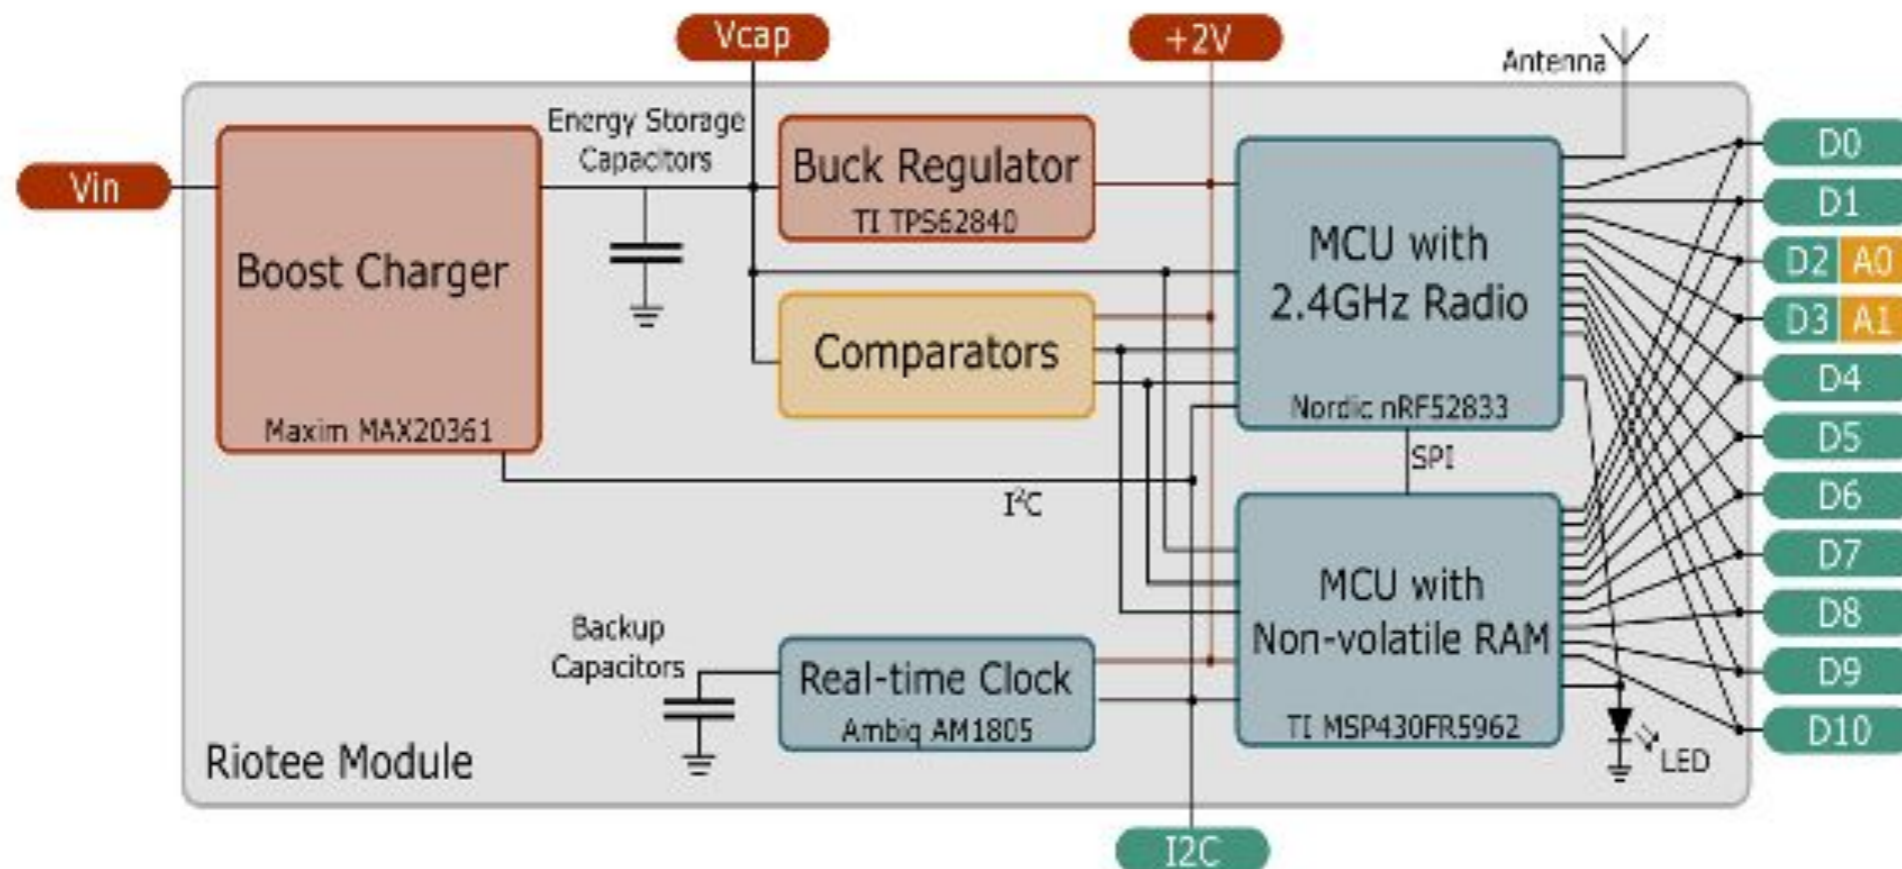 Vcap
+2V
Antenna
Energy Storage
Capacitors
Vin
Boost Charger
Maxim MAX20361
Buck Regulator
TI TPS62840
Comparators
MCU with
2.4GHz Radio
Nordic nRF52833
SPI
I²C
MCU with
Non-volatile RAM
TI MSP430FR5962
Backup
Capacitors
Real-time Clock
Ambiq AM1805
Riotee Module
LED
I2C
D0
D1
D2 A0
D3 A1
D4
D5
D6
D7
D8
D9
D10